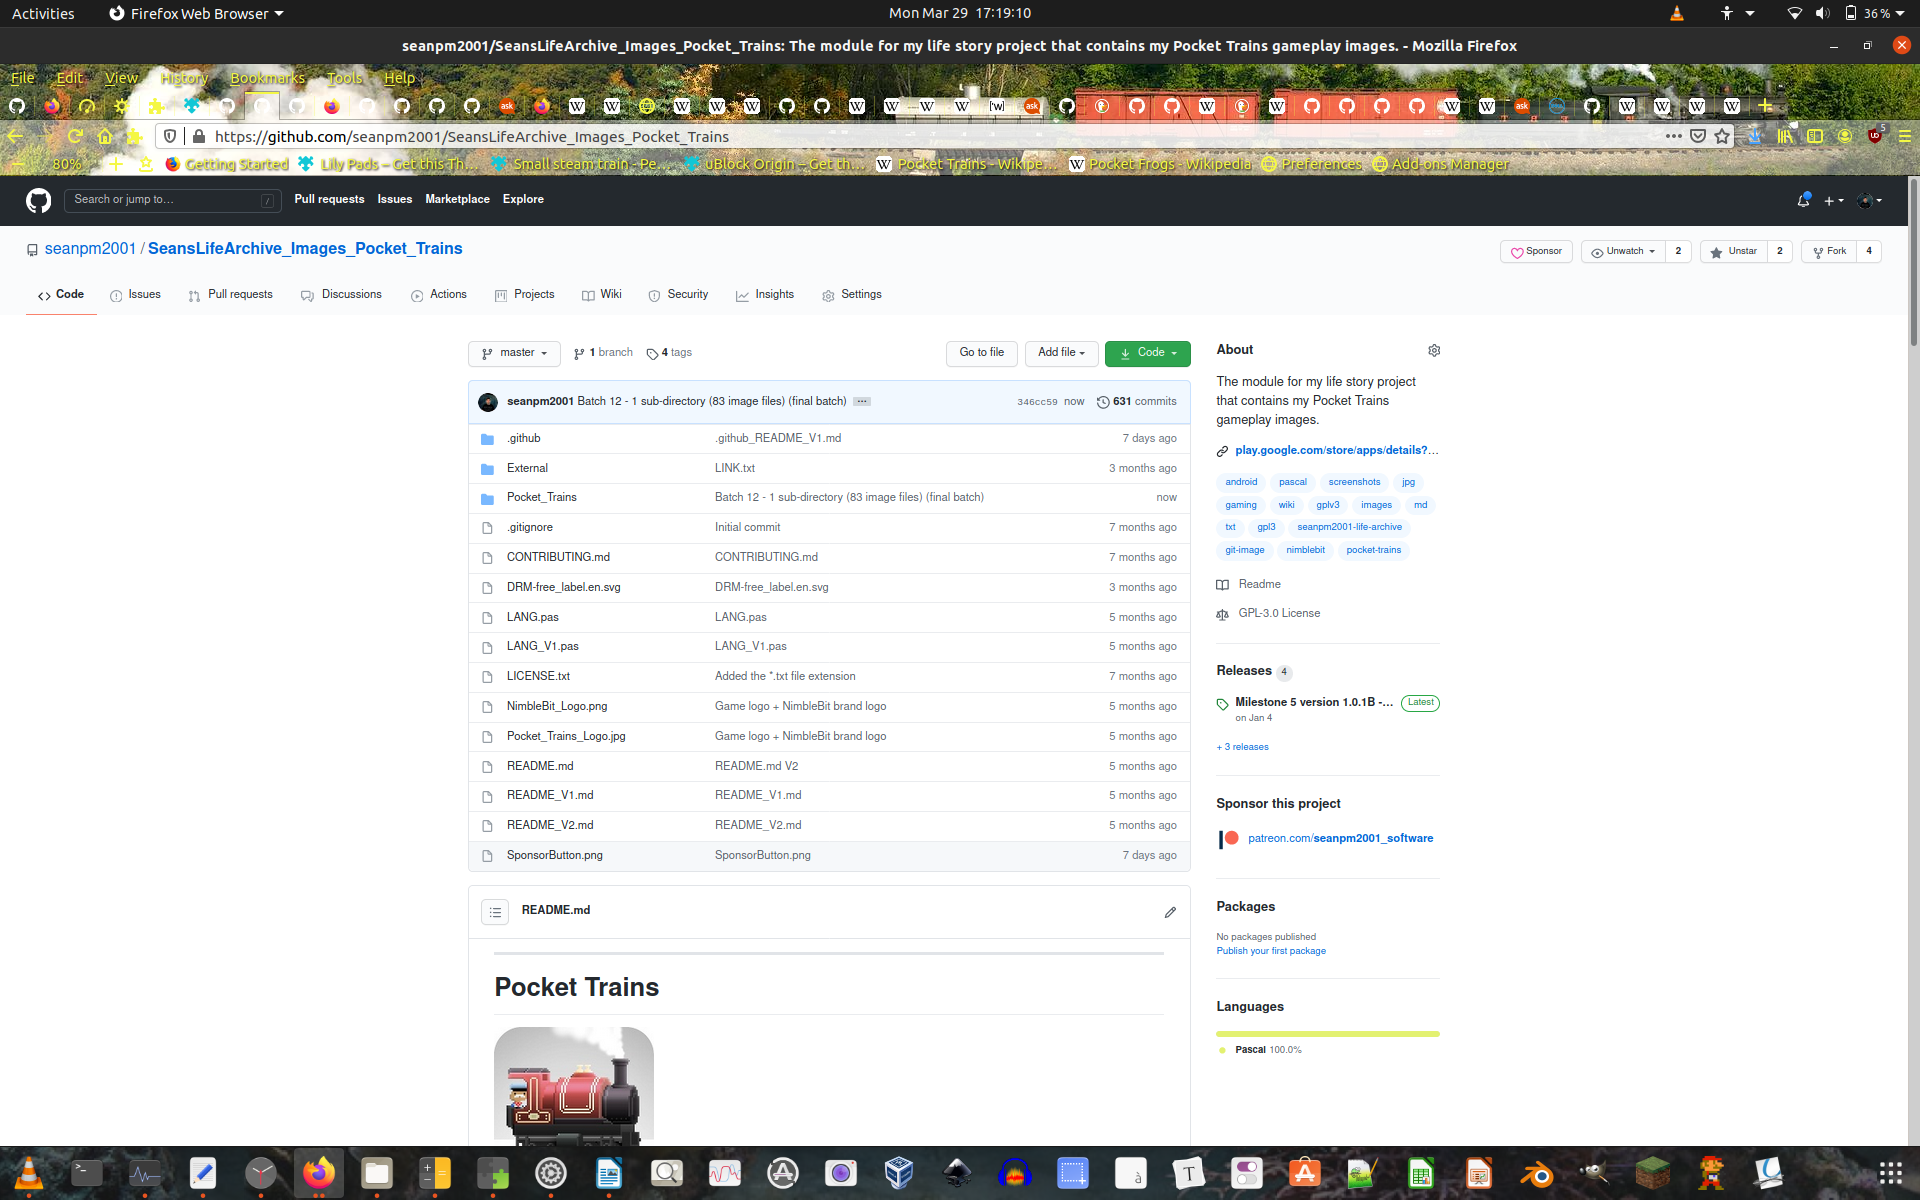 Activities Firefox Web Browser Mon Mar 29 17:19:10 36 %
seanpm2001/SeansLifeArchive_Images_Pocket_Trains: The module for my life story project that contains my Pocket Trains gameplay images. - Mozilla Firefox
File Edit View History Bookmarks Tools Help
https://github.com/seanpm2001/SeansLifeArchive_Images_Pocket_Trains
80% Getting Started Lily Pads – Get this Th… Small steam train - Pe… uBlock Origin – Get th… Pocket Trains - Wikipe… Pocket Frogs - Wikipedia Preferences Add-ons Manager
Search or jump to… / Pull requests Issues Marketplace Explore
seanpm2001 / SeansLifeArchive_Images_Pocket_Trains Sponsor Unwatch 2 Unstar 2 Fork 4
Code Issues Pull requests Discussions Actions Projects Wiki Security Insights Settings
master 1 branch 4 tags Go to file Add file Code
seanpm2001 Batch 12 - 1 sub-directory (83 image files) (final batch) ... 346cc59 now 631 commits
.github .github_README_V1.md 7 days ago
External LINK.txt 3 months ago
Pocket_Trains Batch 12 - 1 sub-directory (83 image files) (final batch) now
.gitignore Initial commit 7 months ago
CONTRIBUTING.md CONTRIBUTING.md 7 months ago
DRM-free_label.en.svg DRM-free_label.en.svg 3 months ago
LANG.pas LANG.pas 5 months ago
LANG_V1.pas LANG_V1.pas 5 months ago
LICENSE.txt Added the *.txt file extension 7 months ago
NimbleBit_Logo.png Game logo + NimbleBit brand logo 5 months ago
Pocket_Trains_Logo.jpg Game logo + NimbleBit brand logo 5 months ago
README.md README.md V2 5 months ago
README_V1.md README_V1.md 5 months ago
README_V2.md README_V2.md 5 months ago
SponsorButton.png SponsorButton.png 7 days ago
README.md
Pocket Trains
About
The module for my life story project
that contains my Pocket Trains
gameplay images.
play.google.com/store/apps/details?…
android pascal screenshots jpg
gaming wiki gplv3 images md
txt gpl3 seanpm2001-life-archive
git-image nimblebit pocket-trains
Readme
GPL-3.0 License
Releases 4
Milestone 5 version 1.0.1B -… Latest
on Jan 4
+ 3 releases
Sponsor this project
patreon.com/seanpm2001_software
Packages
No packages published
Publish your first package
Languages
Pascal 100.0%